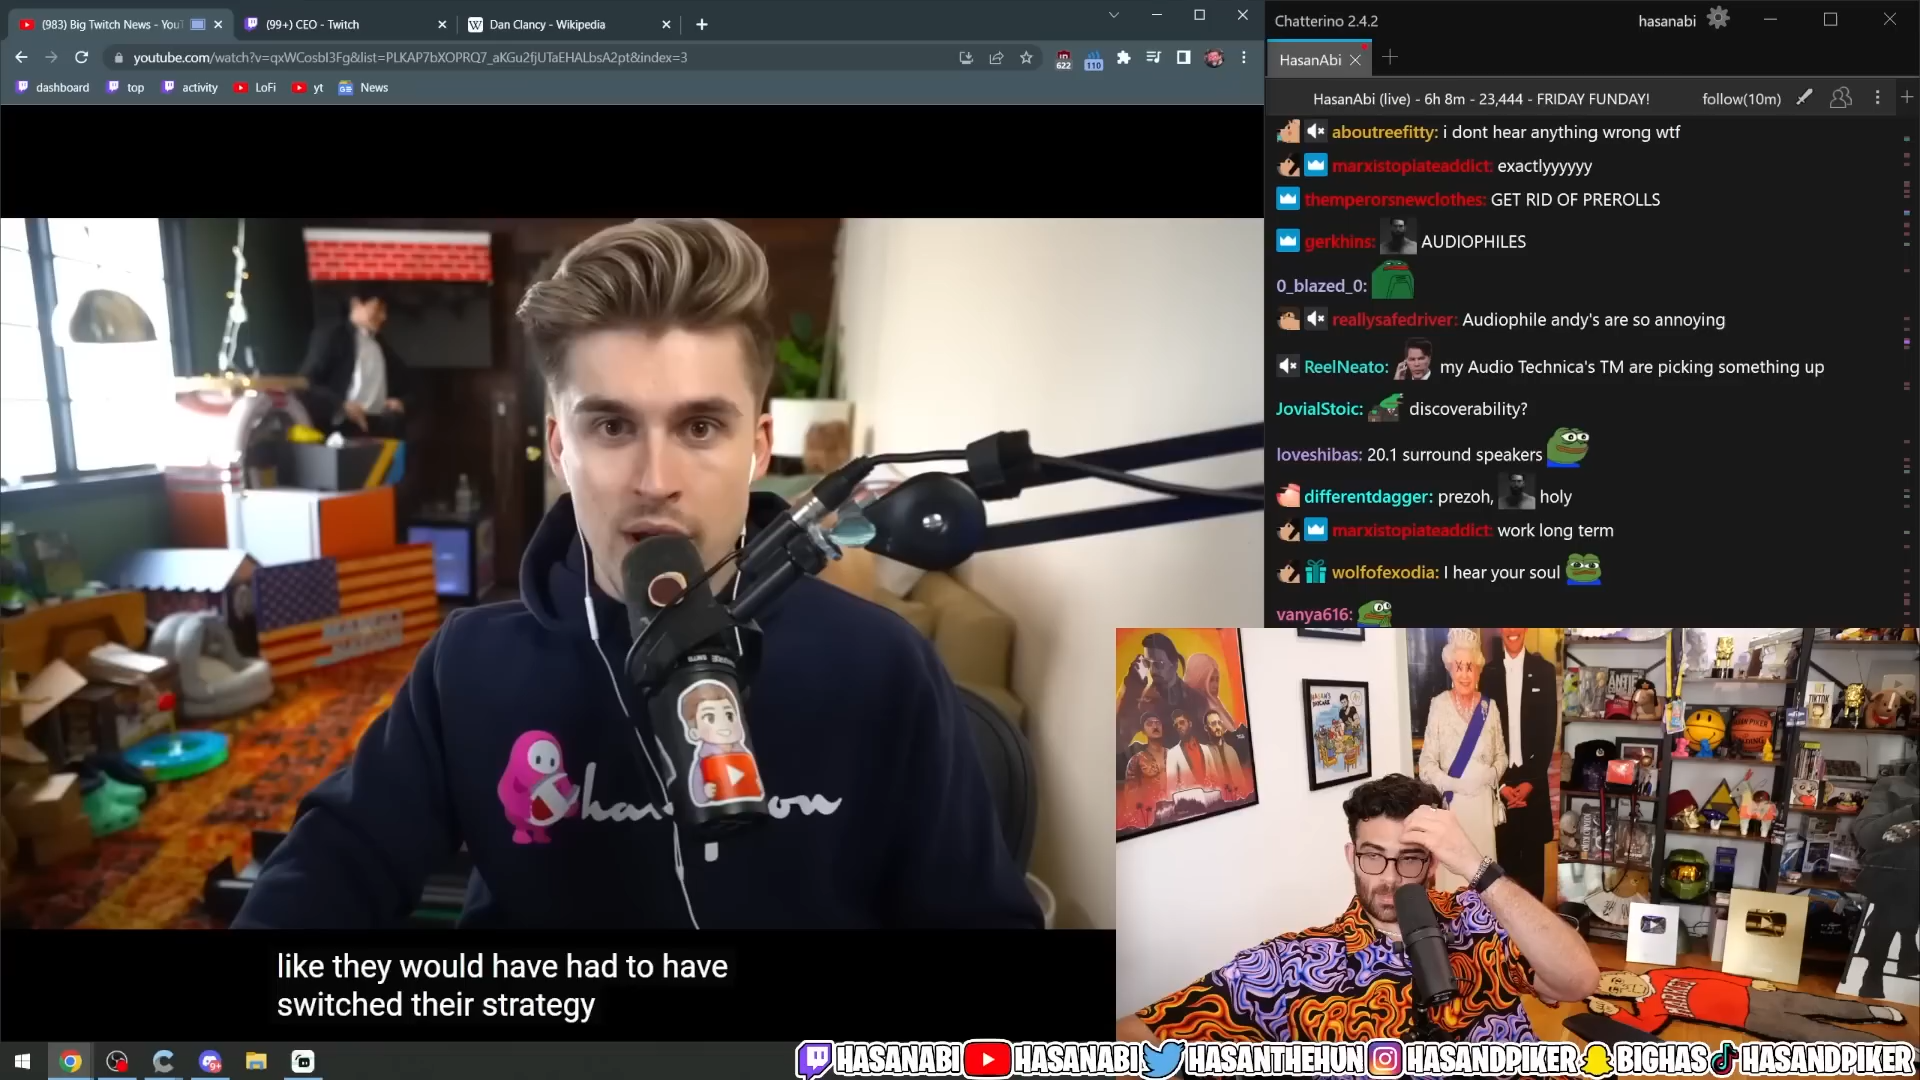 (983) Big Twitch News - You
(99+) CEO - Twitch
Dan Clancy - Wikipedia
youtube.com/watch?v=qxWCosbI3Fg&list=PLKAP7bXOPRQ7_aKGu2fjUTaEHALbsA2pt&index=3
622
110
dashboard
top
activity
LoFi
yt
News
Chatterino 2.4.2
hasanabi
HasanAbi
HasanAbi (live) - 6h 8m - 23,444 - FRIDAY FUNDAY!
follow(10m)
aboutreefitty: i dont hear anything wrong wtf
marxistopiateaddict: exactlyyyyyy
themperorsnewclothes: GET RID OF PREROLLS
gerkhins: AUDIOPHILES
0_blazed_0:
reallysafedriver: Audiophile andy's are so annoying
ReelNeato: my Audio Technica's TM are picking something up
JovialStoic: discoverability?
loveshibas: 20.1 surround speakers
differentdagger: prezoh, holy
marxistopiateaddict: work long term
wolfofexodia: I hear your soul
vanya616:
like they would have had to have
switched their strategy
HASANABI HASANABI HASANTHEHUN HASANDPIKER BIGHAS HASANDPIKER